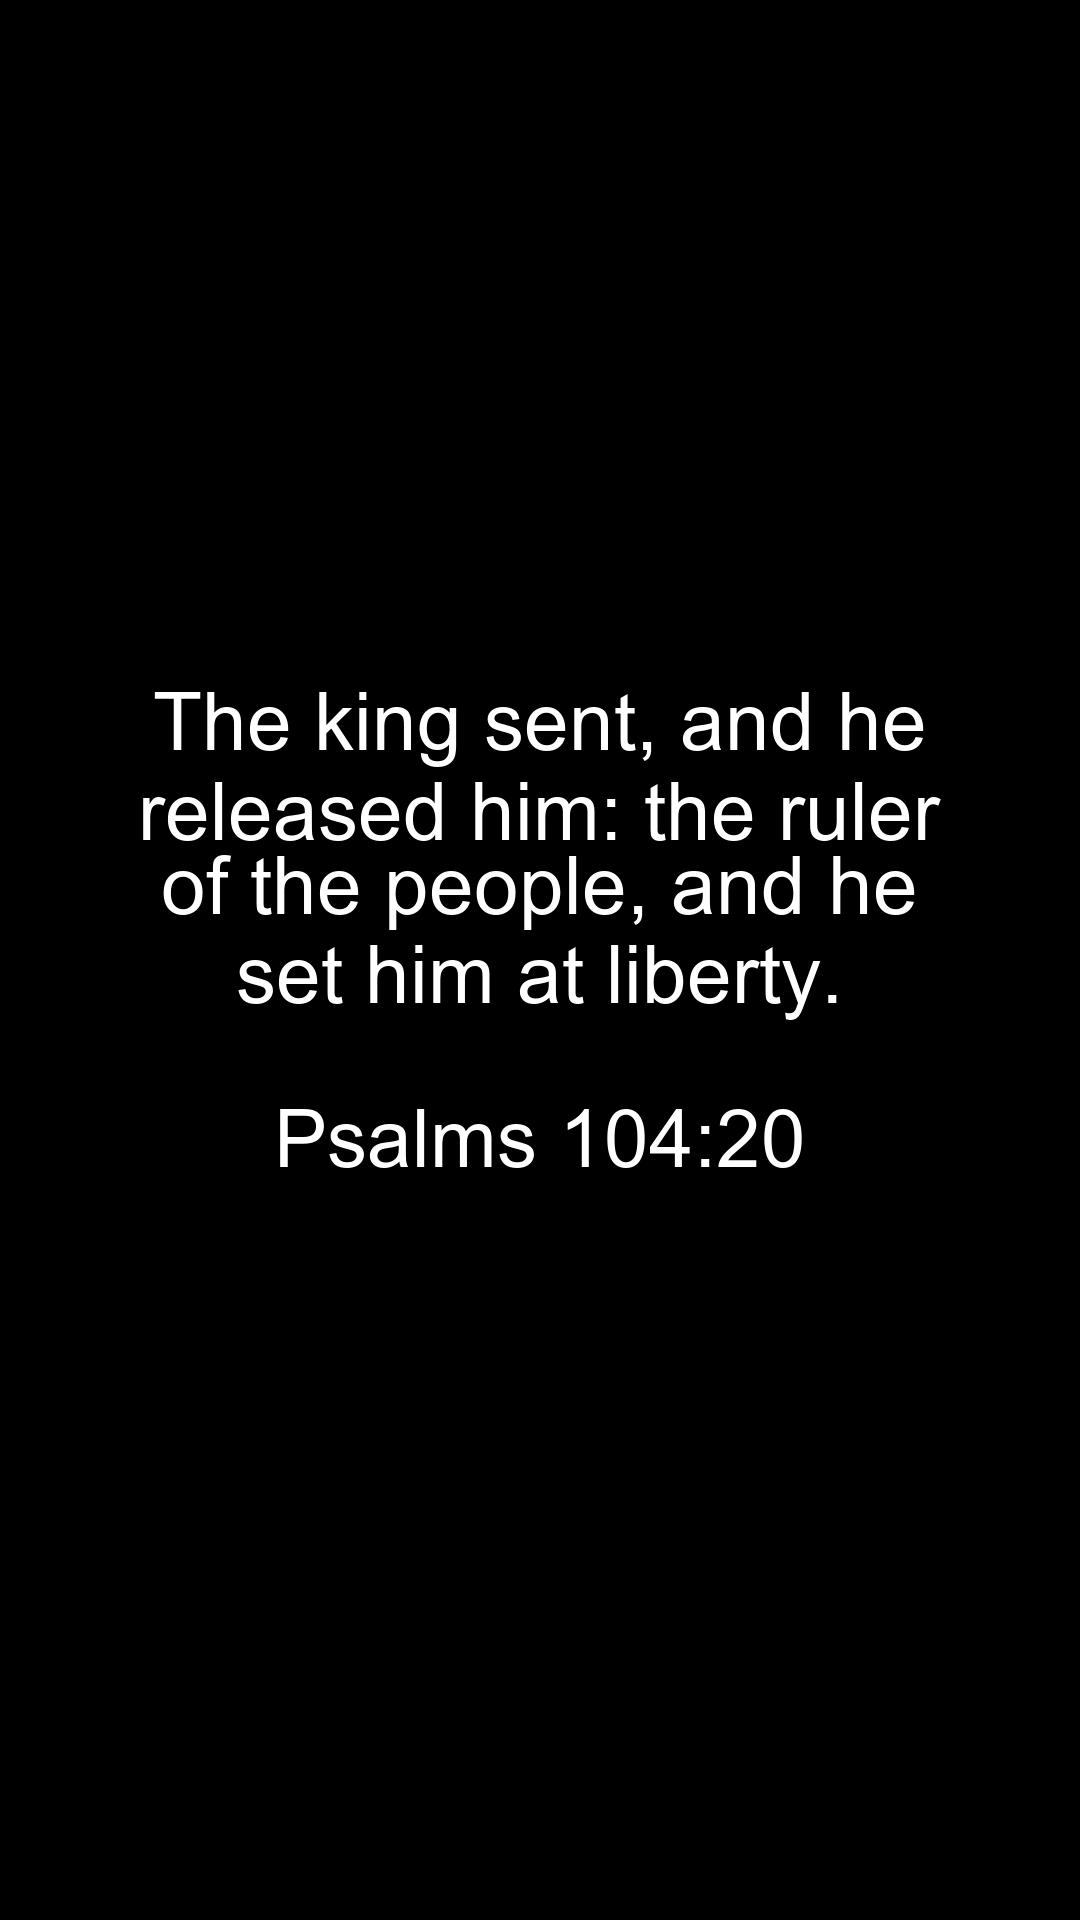 The king sent, and he
released him: the ruler
of the people, and he
set him at liberty.
Psalms 104:20